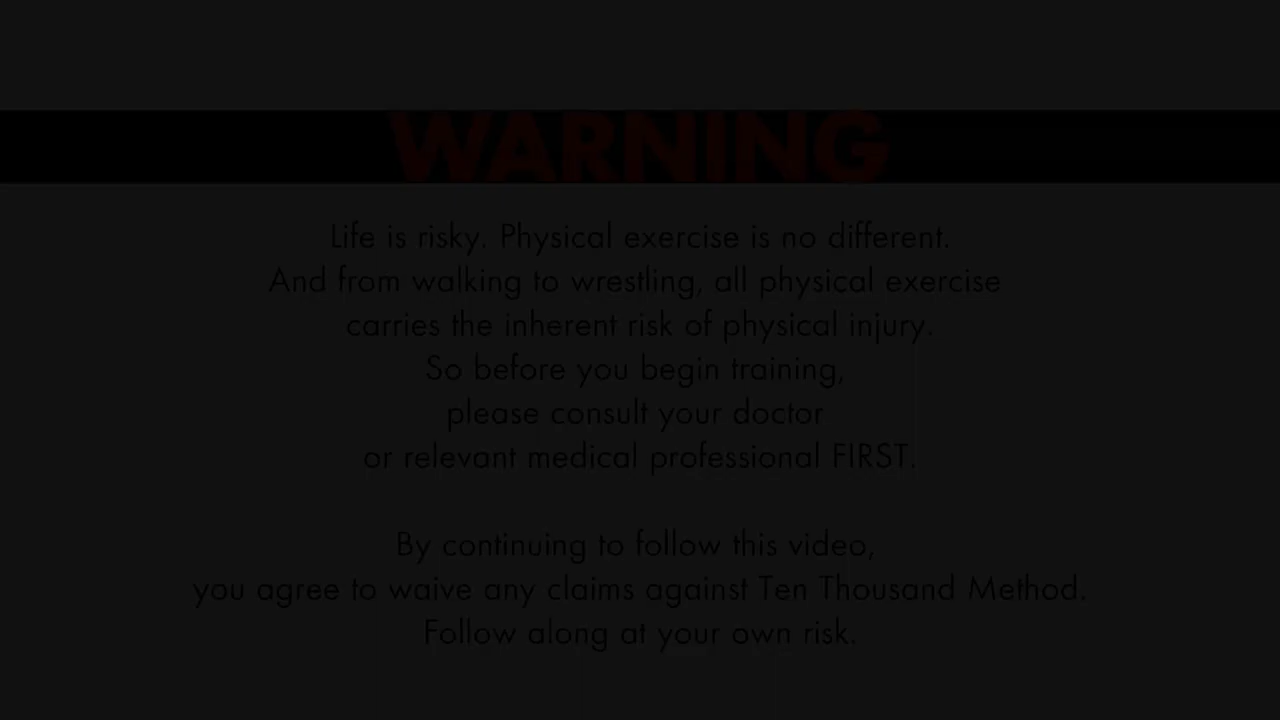 WARNING
Life is risky. Physical exercise is no different.
And from walking to wrestling, all physical exercise
carries the inherent risk of physical injury.
So before you begin training,
please consult your doctor
or relevant medical professional FIRST.
By continuing to follow this video,
you agree to waive any claims against Ten Thousand Method.
Follow along at your own risk.